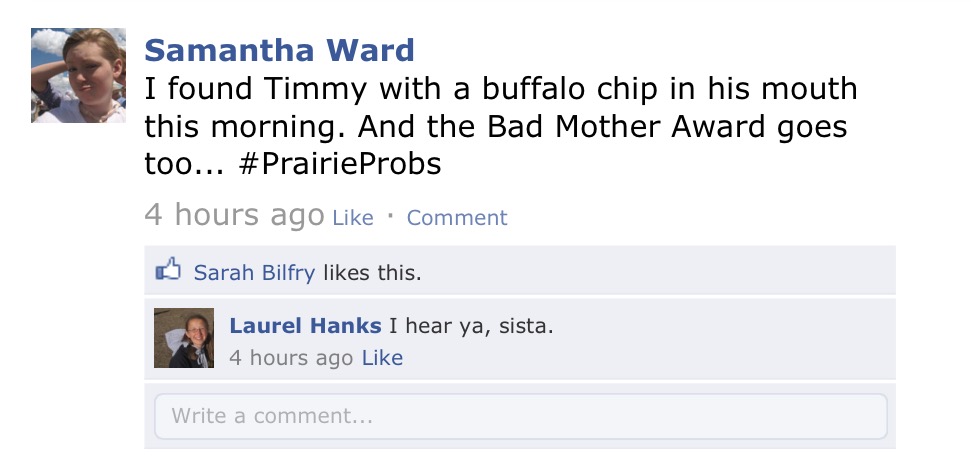 Samantha Ward
I found Timmy with a buffalo chip in his mouth
this morning. And the Bad Mother Award goes
too... #PrairieProbs
4 hours ago Like · Comment
Sarah Bilfry likes this.
Laurel Hanks I hear ya, sista.
4 hours ago Like
Write a comment...